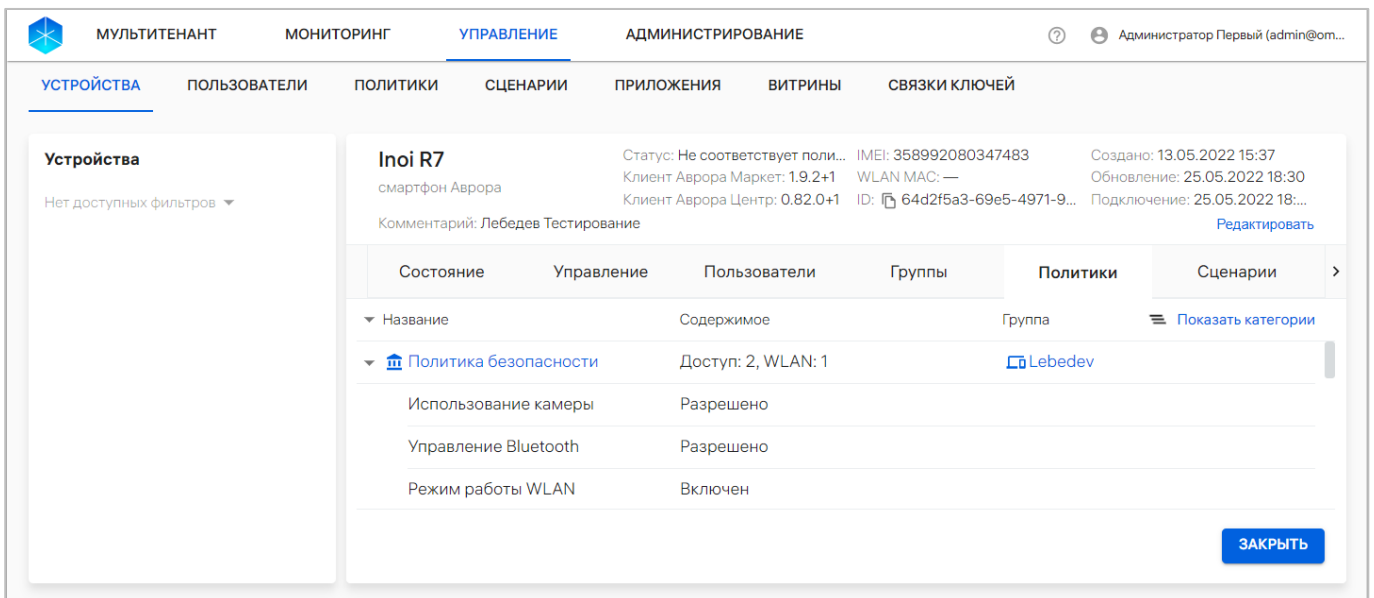 МУЛЬТИТЕНАНТ МОНИТОРИНГ УПРАВЛЕНИЕ АДМИНИСТРИРОВАНИЕ Администратор Первый (admin@om...
УСТРОЙСТВА ПОЛЬЗОВАТЕЛИ ПОЛИТИКИ СЦЕНАРИИ ПРИЛОЖЕНИЯ ВИТРИНЫ СВЯЗКИ КЛЮЧЕЙ
Устройства
Нет доступных фильтров
Inoi R7
смартфон Аврора
Статус: Не соответствует поли... IMEI: 358992080347483 Создано: 13.05.2022 15:37
Клиент Аврора Маркет: 1.9.2+1 WLAN MAC: — Обновление: 25.05.2022 18:30
Клиент Аврора Центр: 0.82.0+1 ID: 64d2f5a3-69e5-4971-9... Подключение: 25.05.2022 18:...
Комментарий: Лебедев Тестирование Редактировать
Состояние Управление Пользователи Группы Политики Сценарии
Название Содержимое Группа Показать категории
Политика безопасности Доступ: 2, WLAN: 1 Lebedev
Использование камеры Разрешено
Управление Bluetooth Разрешено
Режим работы WLAN Включен
ЗАКРЫТЬ